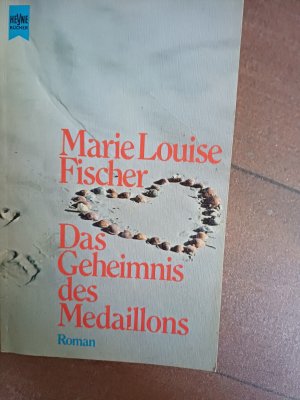 HEYNE
BÜCHER
Marie Louise
Fischer
Das
Geheimnis
des
Medaillons
Roman